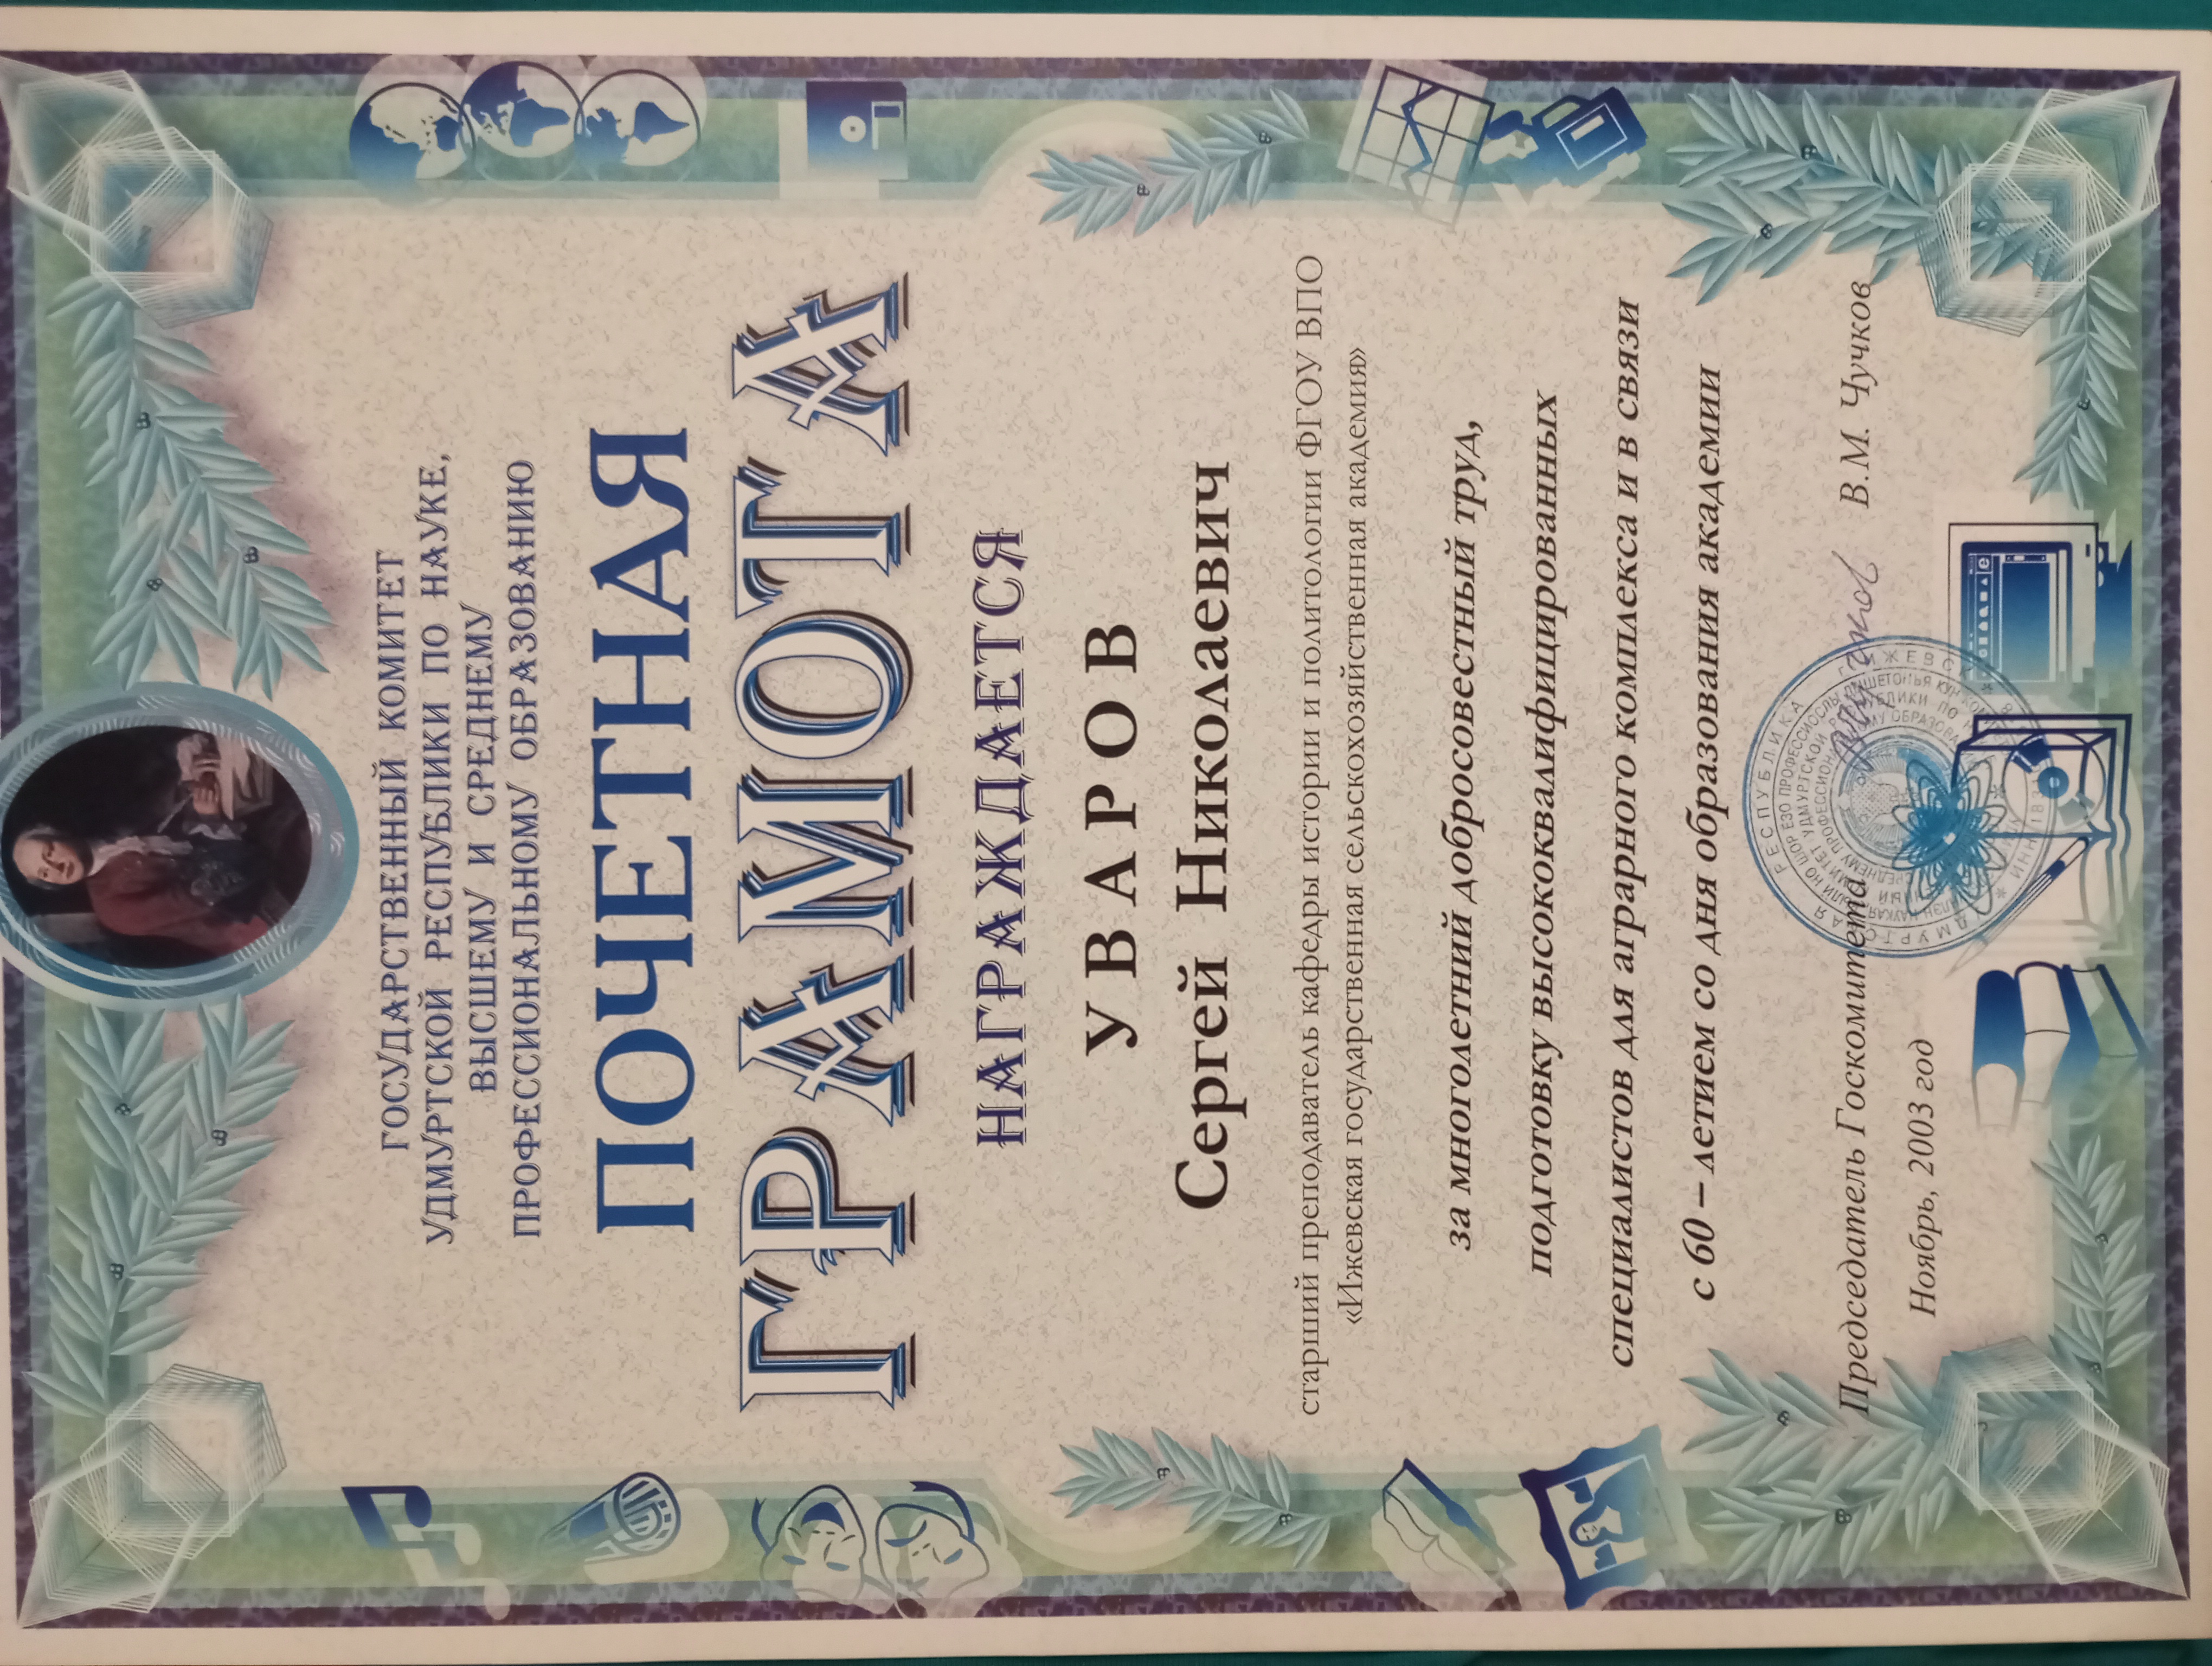 ГОСУДАРСТВЕННЫЙ КОМИТЕТ
УДМУРТСКОЙ РЕСПУБЛИКИ ПО НАУКЕ,
ВЫСШЕМУ И СРЕДНЕМУ
ПРОФЕССИОНАЛЬНОМУ ОБРАЗОВАНИЮ
ПОЧЕТНАЯ
ГРАМОТА
НАГРАЖДАЕТСЯ
УВАРОВ
Сергей Николаевич
старший преподаватель кафедры истории и политологии ФГОУ ВПО
«Ижевская государственная сельскохозяйственная академия»
за многолетний добросовестный труд,
подготовку высококвалифицированных
специалистов для аграрного комплекса и в связи
с 60 – летием со дня образования академии
Председатель Госкомитета В.М. Чучков
Ноябрь, 2003 год
УДМУРТСКАЯ РЕСПУБЛИКА